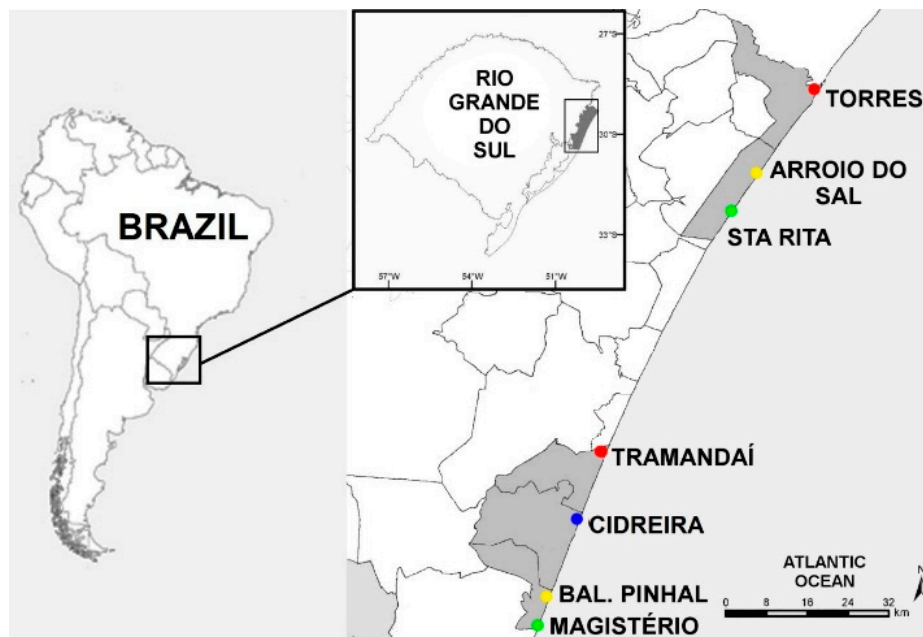 BRAZIL
RIO
GRANDE
DO
SUL
27°S
30°S
33°S
57°W
54°W
51°W
TORRES
ARROIO DO
SAL
STA RITA
TRAMANDAÍ
CIDREIRA
BAL. PINHAL
MAGISTÉRIO
ATLANTIC
OCEAN
N
0 8 16 24 32
km